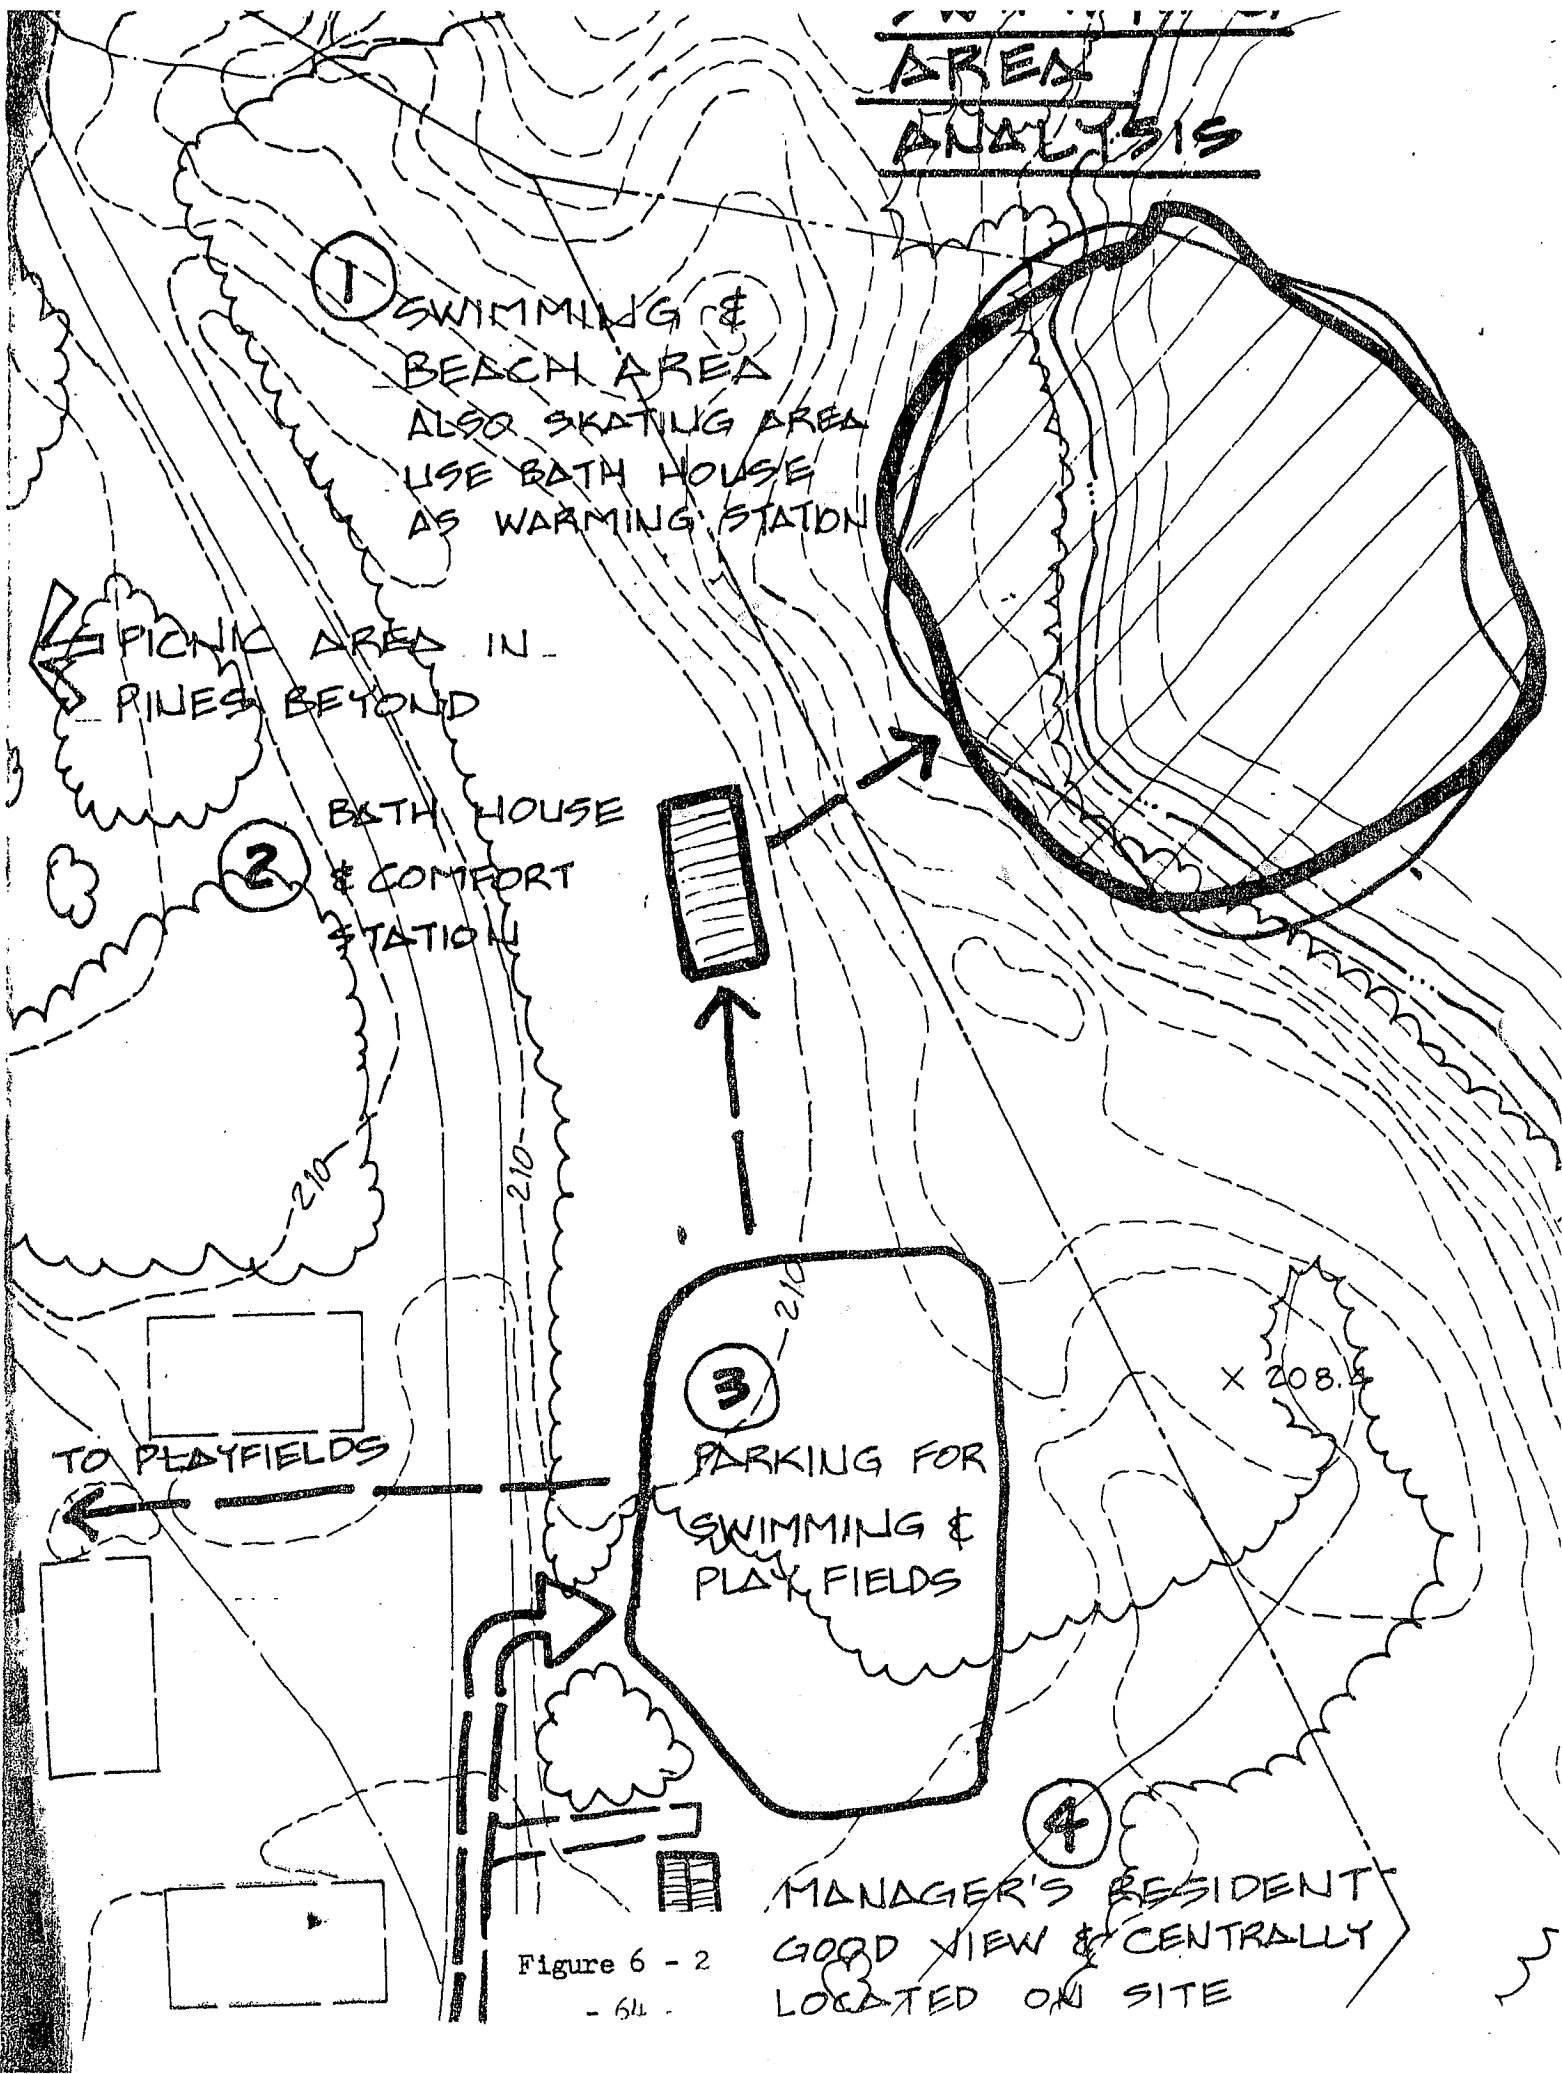 AREA
ANALYSIS
1
SWIMMING &
BEACH AREA
ALSO SKATING AREA
USE BATH HOUSE
AS WARMING STATION
PICNIC AREA IN
PINES BEYOND
2
BATH HOUSE
& COMFORT
STATION
210
210
210
X 208.4
3
PARKING FOR
SWIMMING &
PLAY FIELDS
TO PLAYFIELDS
4
MANAGER'S RESIDENT
GOOD VIEW & CENTRALLY
LOCATED ON SITE
Figure 6 - 2
- 64 -